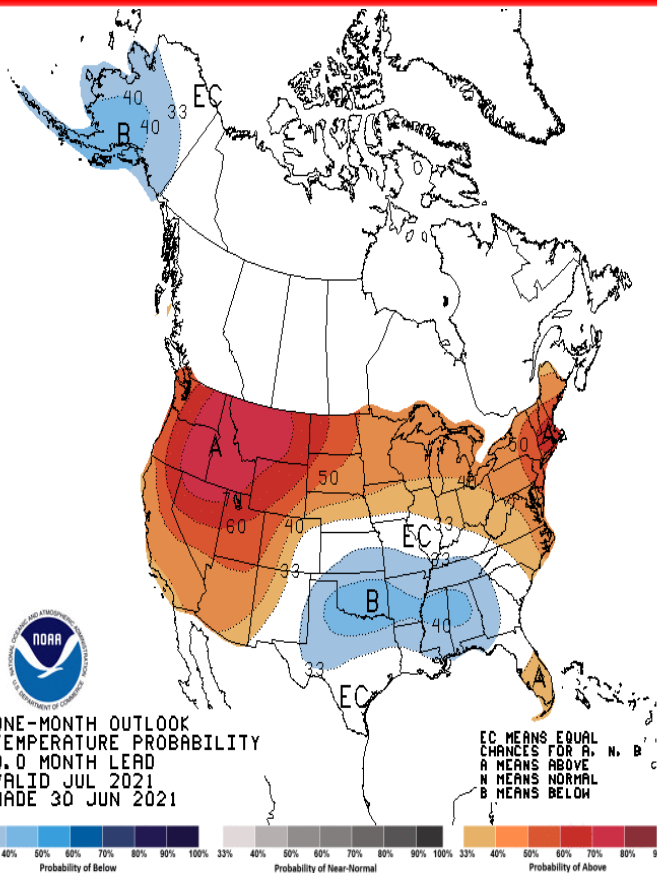 EC
40
33
40
B
A
A
50
50
70
60
40
40
33
EC
33
33
B
40
33
EC
A
NATIONAL OCEANIC AND ATMOSPHERIC ADMINISTRATION
NOAA
U.S. DEPARTMENT OF COMMERCE
ONE-MONTH OUTLOOK
TEMPERATURE PROBABILITY
0.0 MONTH LEAD
VALID JUL 2021
MADE 30 JUN 2021
EC MEANS EQUAL
CHANCES FOR A, N, B
A MEANS ABOVE
N MEANS NORMAL
B MEANS BELOW
40% 50% 60% 70% 80% 90% 100%
Probability of Below
33% 40% 50% 60% 70% 80% 90% 100%
Probability of Near-Normal
33% 40% 50% 60% 70% 80% 9
Probability of Above